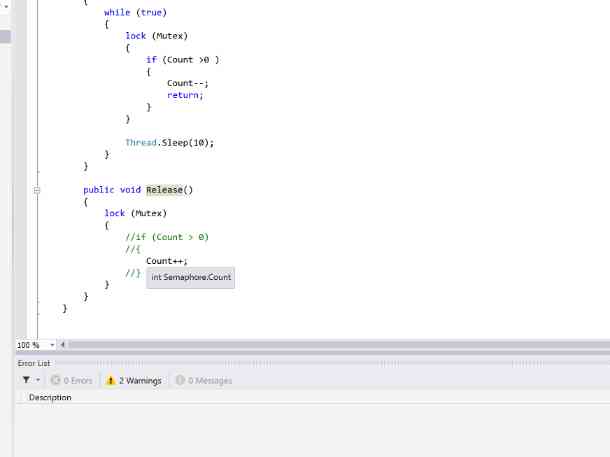 {
while (true)
{
lock (Mutex)
{
if (Count >0 )
{
Count--;
return;
}
}
Thread.Sleep(10);
}
}
public void Release()
{
lock (Mutex)
{
//if (Count > 0)
//{
Count++;
//}
int Semaphore.Count
}
}
}
100 %
Error List
0 Errors
2 Warnings
0 Messages
Description